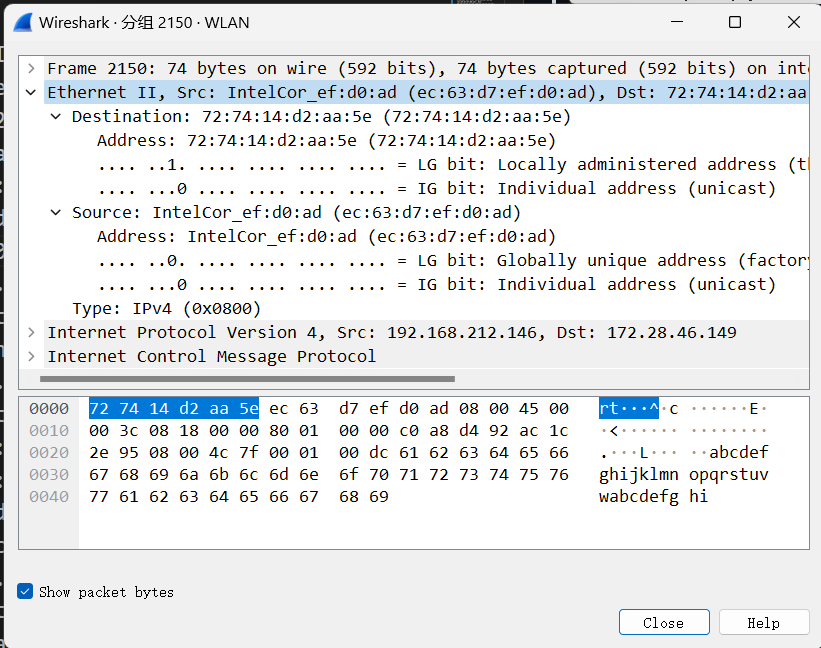 Wireshark · 分组 2150 · WLAN
Frame 2150: 74 bytes on wire (592 bits), 74 bytes captured (592 bits) on int
Ethernet II, Src: IntelCor_ef:d0:ad (ec:63:d7:ef:d0:ad), Dst: 72:74:14:d2:aa
Destination: 72:74:14:d2:aa:5e (72:74:14:d2:aa:5e)
Address: 72:74:14:d2:aa:5e (72:74:14:d2:aa:5e)
.... ..1. .... .... .... .... = LG bit: Locally administered address (th
.... ...0 .... .... .... .... = IG bit: Individual address (unicast)
Source: IntelCor_ef:d0:ad (ec:63:d7:ef:d0:ad)
Address: IntelCor_ef:d0:ad (ec:63:d7:ef:d0:ad)
.... ..0. .... .... .... .... = LG bit: Globally unique address (factory
.... ...0 .... .... .... .... = IG bit: Individual address (unicast)
Type: IPv4 (0x0800)
Internet Protocol Version 4, Src: 192.168.212.146, Dst: 172.28.46.149
Internet Control Message Protocol
0000 72 74 14 d2 aa 5e ec 63 d7 ef d0 ad 08 00 45 00 rt···^·c ······E·
0010 00 3c 08 18 00 00 80 01 00 00 c0 a8 d4 92 ac 1c ·<······ ········
0020 2e 95 08 00 4c 7f 00 01 00 dc 61 62 63 64 65 66 .···L··· ··abcdef
0030 67 68 69 6a 6b 6c 6d 6e 6f 70 71 72 73 74 75 76 ghijklmn opqrstuv
0040 77 61 62 63 64 65 66 67 68 69 wabcdefg hi
Show packet bytes
Close Help